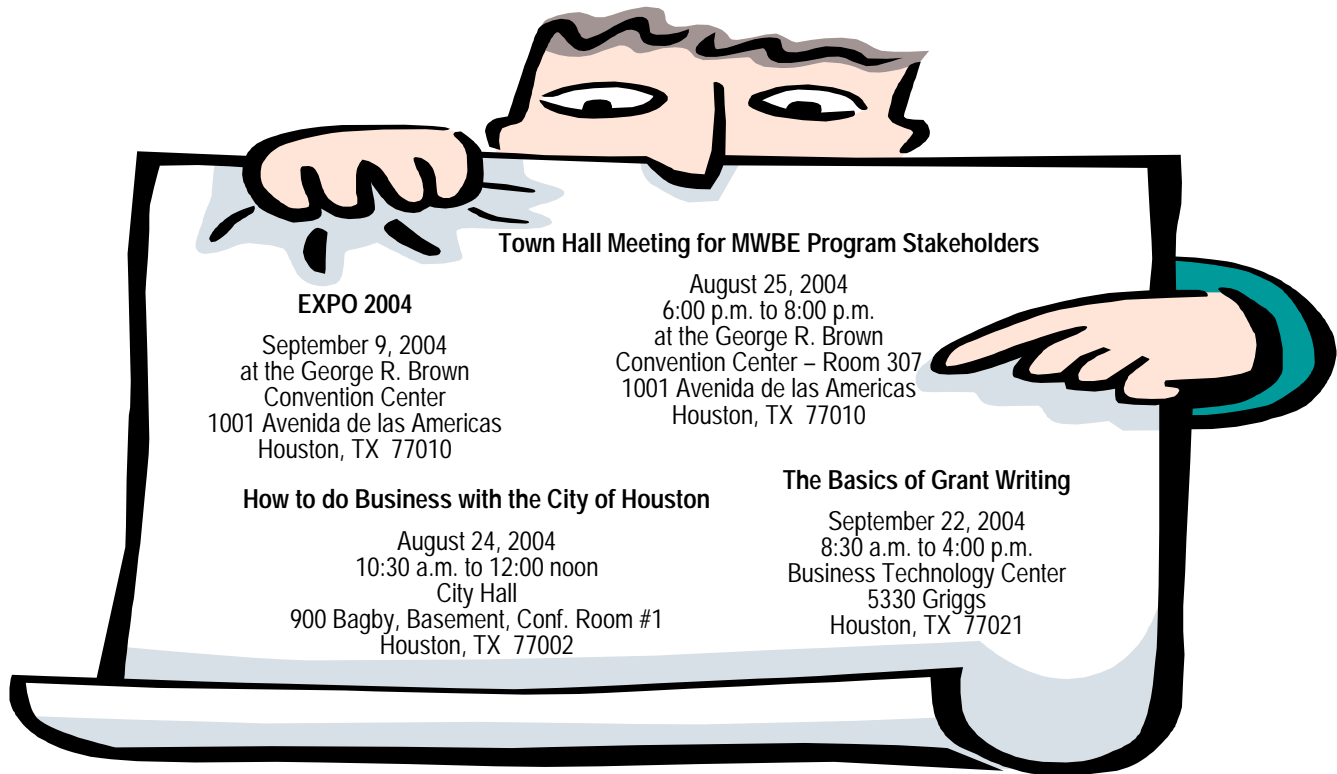 Town Hall Meeting for MWBE Program Stakeholders
August 25, 2004
6:00 p.m. to 8:00 p.m.
at the George R. Brown
Convention Center – Room 307
1001 Avenida de las Americas
Houston, TX 77010
EXPO 2004
September 9, 2004
at the George R. Brown
Convention Center
1001 Avenida de las Americas
Houston, TX 77010
How to do Business with the City of Houston
August 24, 2004
10:30 a.m. to 12:00 noon
City Hall
900 Bagby, Basement, Conf. Room #1
Houston, TX 77002
The Basics of Grant Writing
September 22, 2004
8:30 a.m. to 4:00 p.m.
Business Technology Center
5330 Griggs
Houston, TX 77021